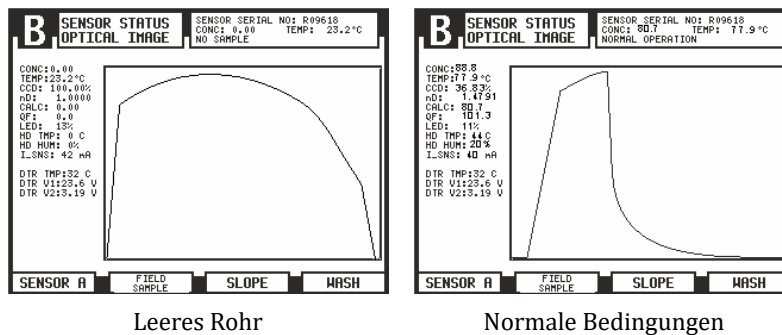 B
SENSOR STATUS
OPTICAL IMAGE
SENSOR SERIAL NO: R09618
CONC: 0.00 TEMP: 23.2°C
NO SAMPLE
CONC:0.00
TEMP:23.2°C
CCD: 100.00%
nD: 1.0000
CALC: 0.00
QF: 0.0
LED: 13%
HD TMP: 0 C
HD HUM: 0%
I_SNS: 42 mA
DTR TMP:32 C
DTR V1:23.6 V
DTR V2:3.19 V
SENSOR A
FIELD
SAMPLE
SLOPE
WASH
Leeres Rohr
B
SENSOR STATUS
OPTICAL IMAGE
SENSOR SERIAL NO: R09618
CONC: 80.7 TEMP: 77.9°C
NORMAL OPERATION
CONC:88.8
TEMP:77.9°C
CCD: 36.83%
nD: 1.4791
CALC: 80.7
QF: 101.3
LED: 11%
HD TMP: 44 C
HD HUM: 20%
I_SNS: 40 mA
DTR TMP:32 C
DTR V1:23.6 V
DTR V2:3.19 V
SENSOR A
FIELD
SAMPLE
SLOPE
WASH
Normale Bedingungen